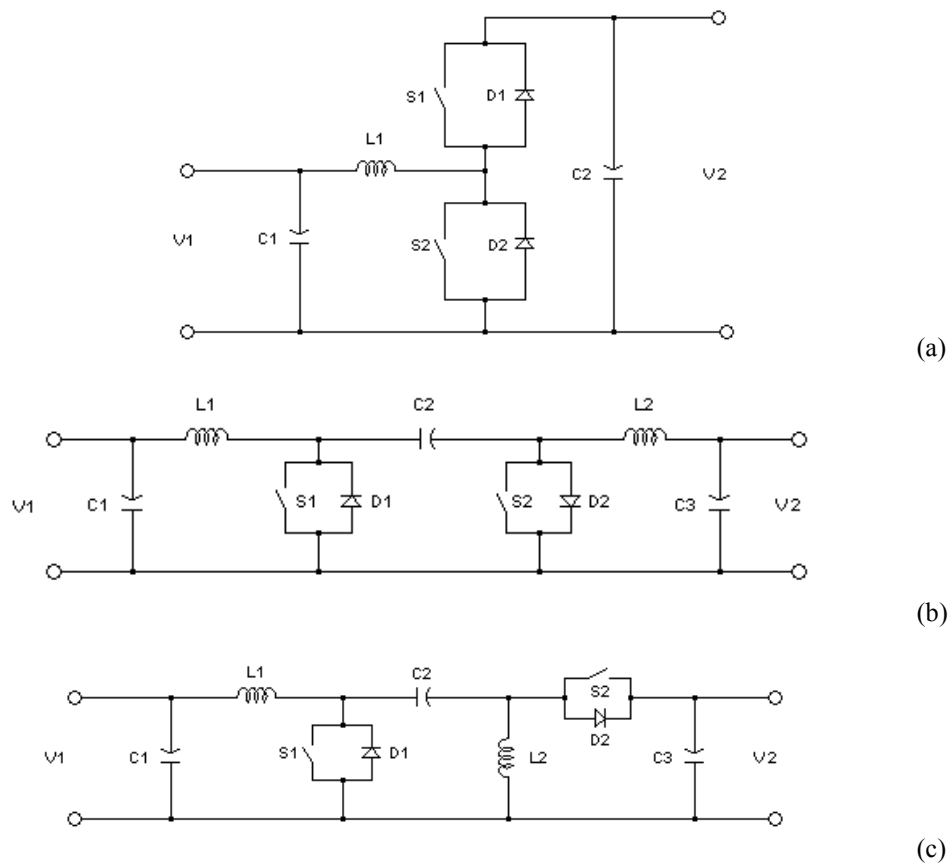 S1 D1
L1
C2 V2
V1 C1
S2 D2
(a)
L1 C2 L2
V1 C1 S1 D1 S2 D2 C3 V2
(b)
L1 C2 S2
D2
V1 C1 S1 D1 L2 C3 V2
(c)